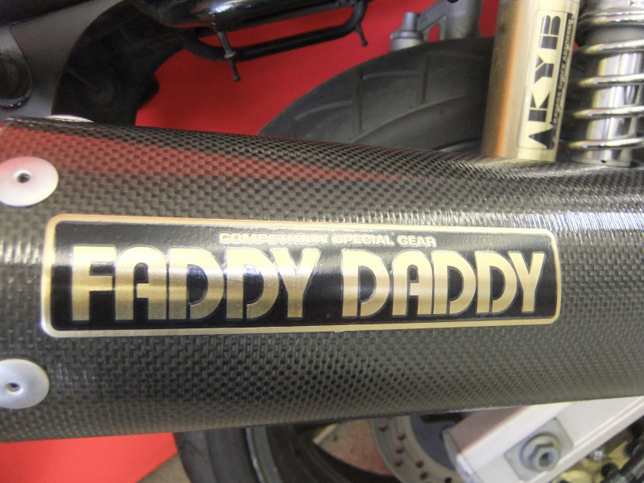 COMPETITION SPECIAL GEAR
FADDY DADDY
KYB